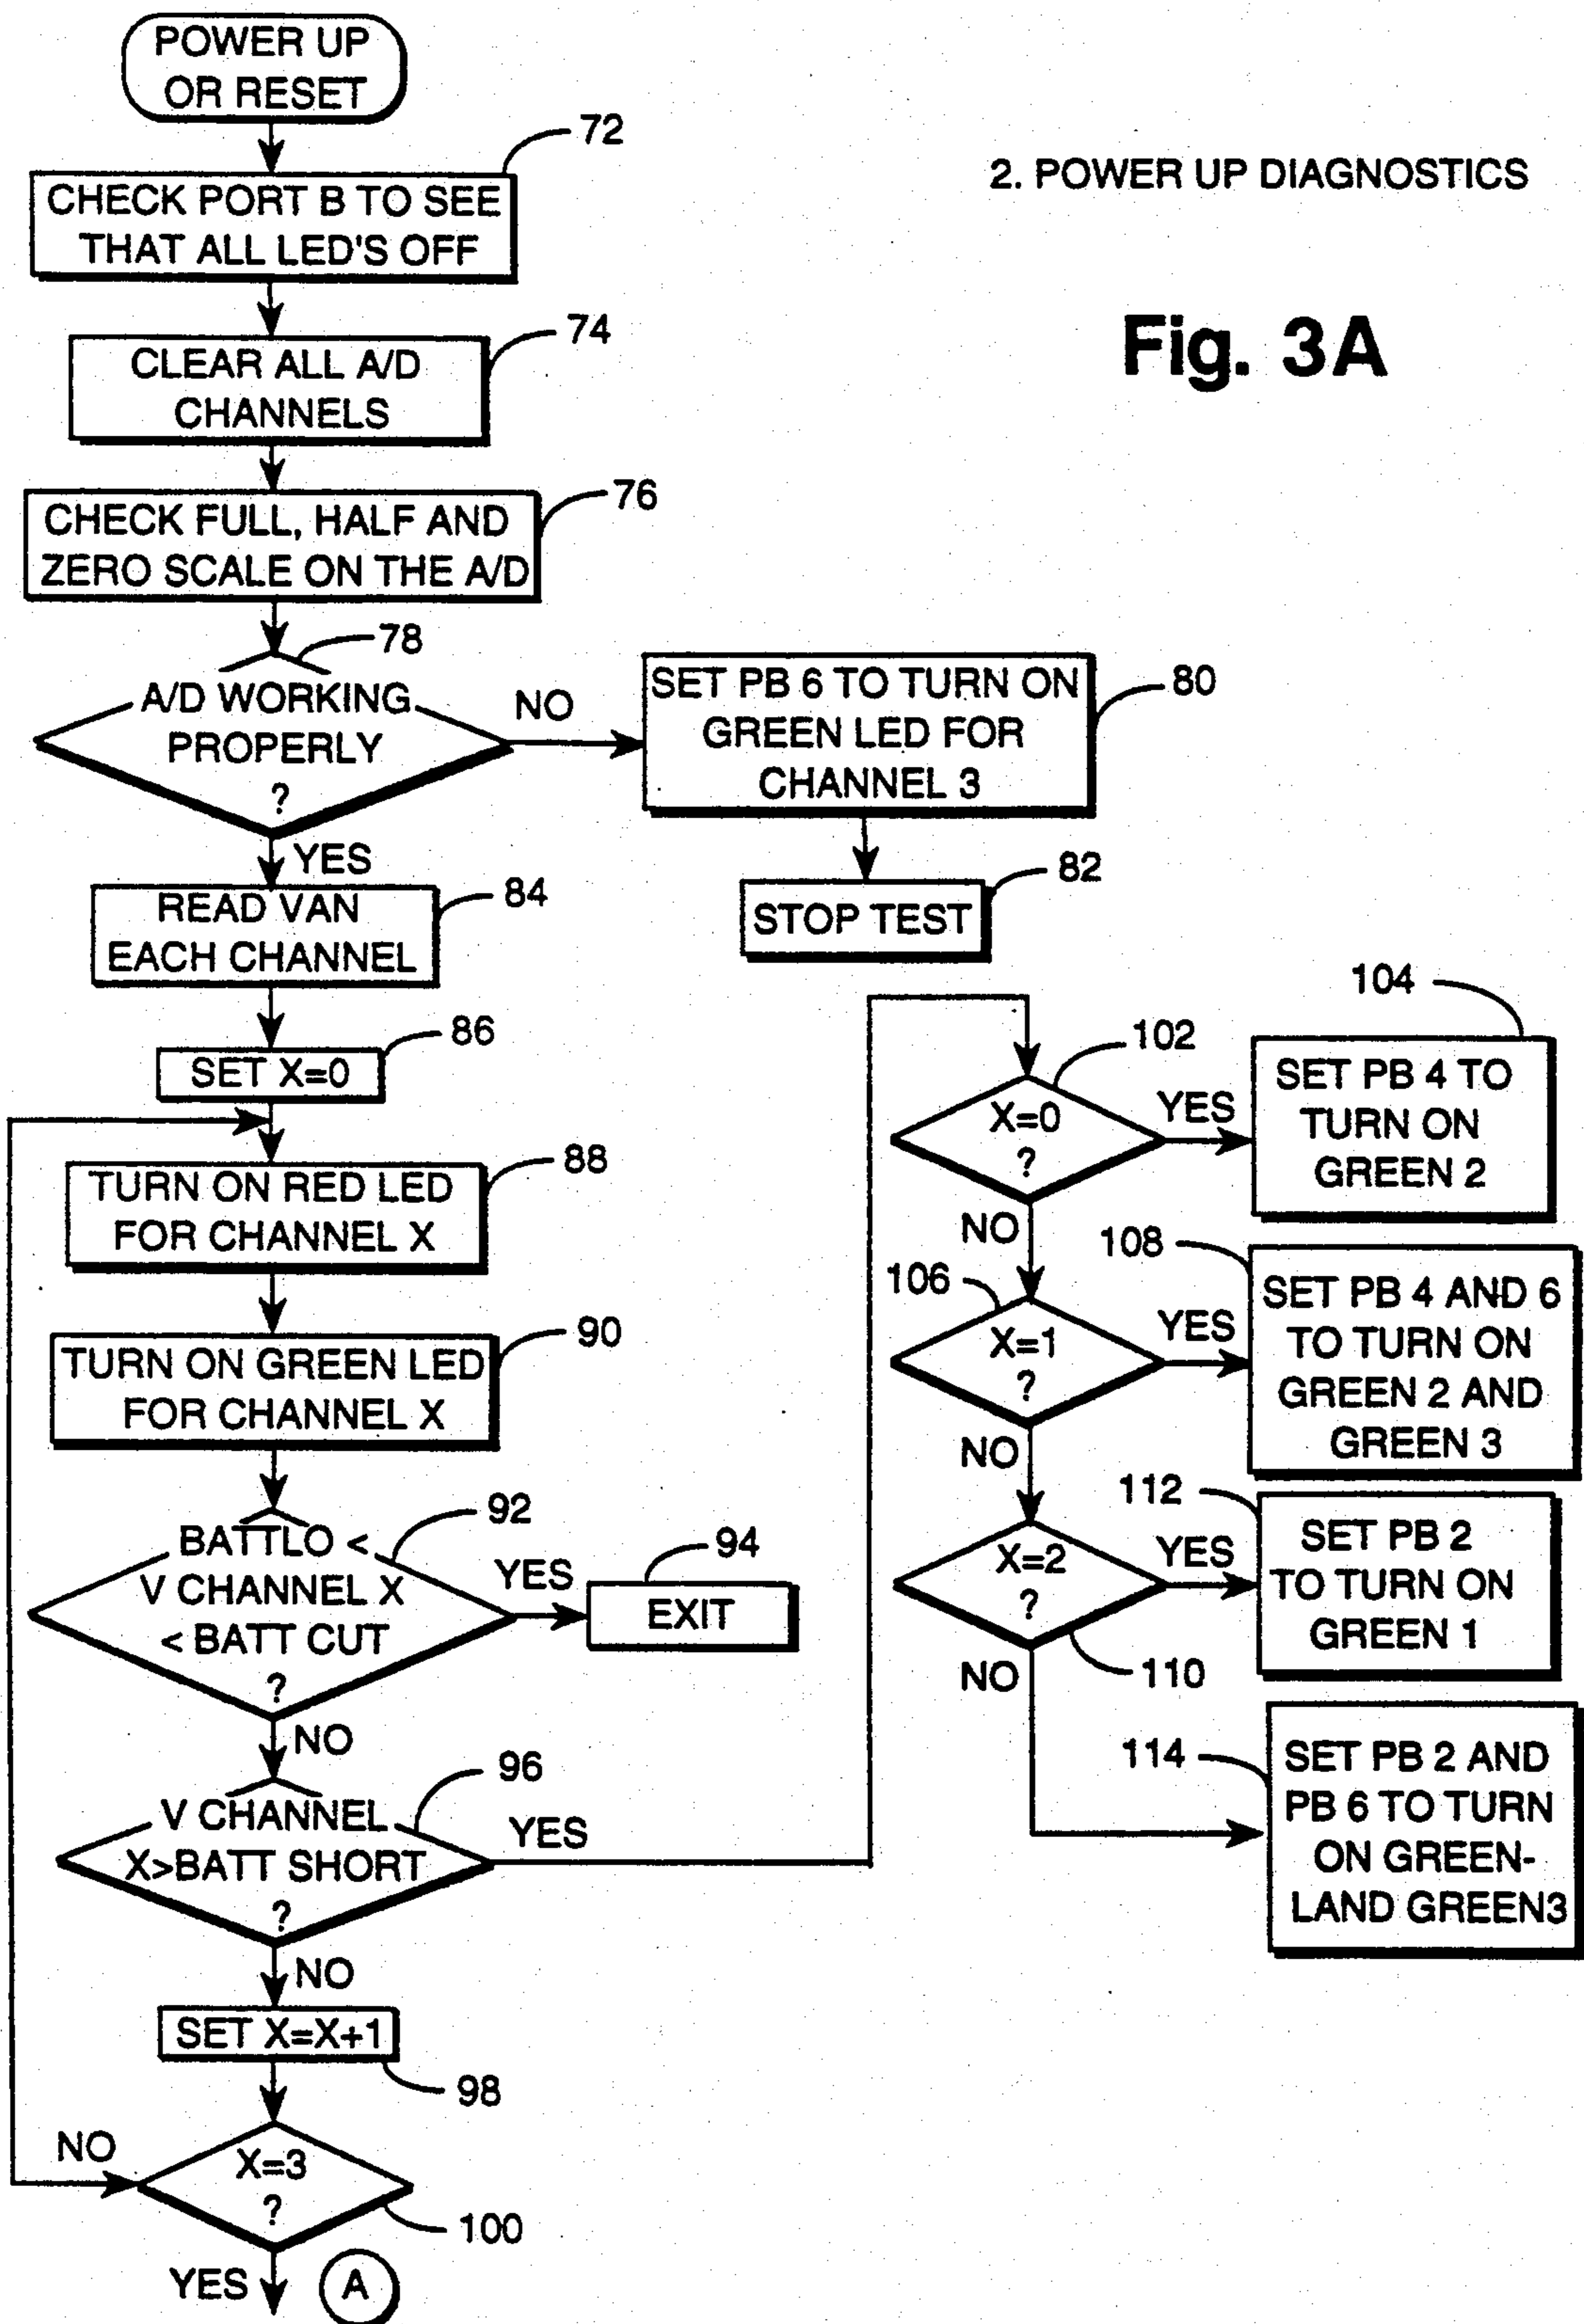 POWER UP
OR RESET
72
CHECK PORT B TO SEE
THAT ALL LED'S OFF
2. POWER UP DIAGNOSTICS
Fig. 3A
74
CLEAR ALL A/D
CHANNELS
76
CHECK FULL, HALF AND
ZERO SCALE ON THE A/D
78
A/D WORKING
PROPERLY
?
NO
SET PB 6 TO TURN ON
GREEN LED FOR
CHANNEL 3
80
STOP TEST
82
YES
READ VAN
EACH CHANNEL
84
SET X=0
86
TURN ON RED LED
FOR CHANNEL X
88
TURN ON GREEN LED
FOR CHANNEL X
90
BATTLO <
V CHANNEL X
< BATT CUT
?
92
YES
EXIT
94
NO
V CHANNEL
X>BATT SHORT
?
96
YES
NO
SET X=X+1
98
NO
X=3
?
100
YES
A
X=0
?
102
YES
SET PB 4 TO
TURN ON
GREEN 2
104
NO
106
X=1
?
YES
108
SET PB 4 AND 6
TO TURN ON
GREEN 2 AND
GREEN 3
NO
X=2
?
110
YES
112
SET PB 2
TO TURN ON
GREEN 1
NO
114
SET PB 2 AND
PB 6 TO TURN
ON GREEN-
LAND GREEN3